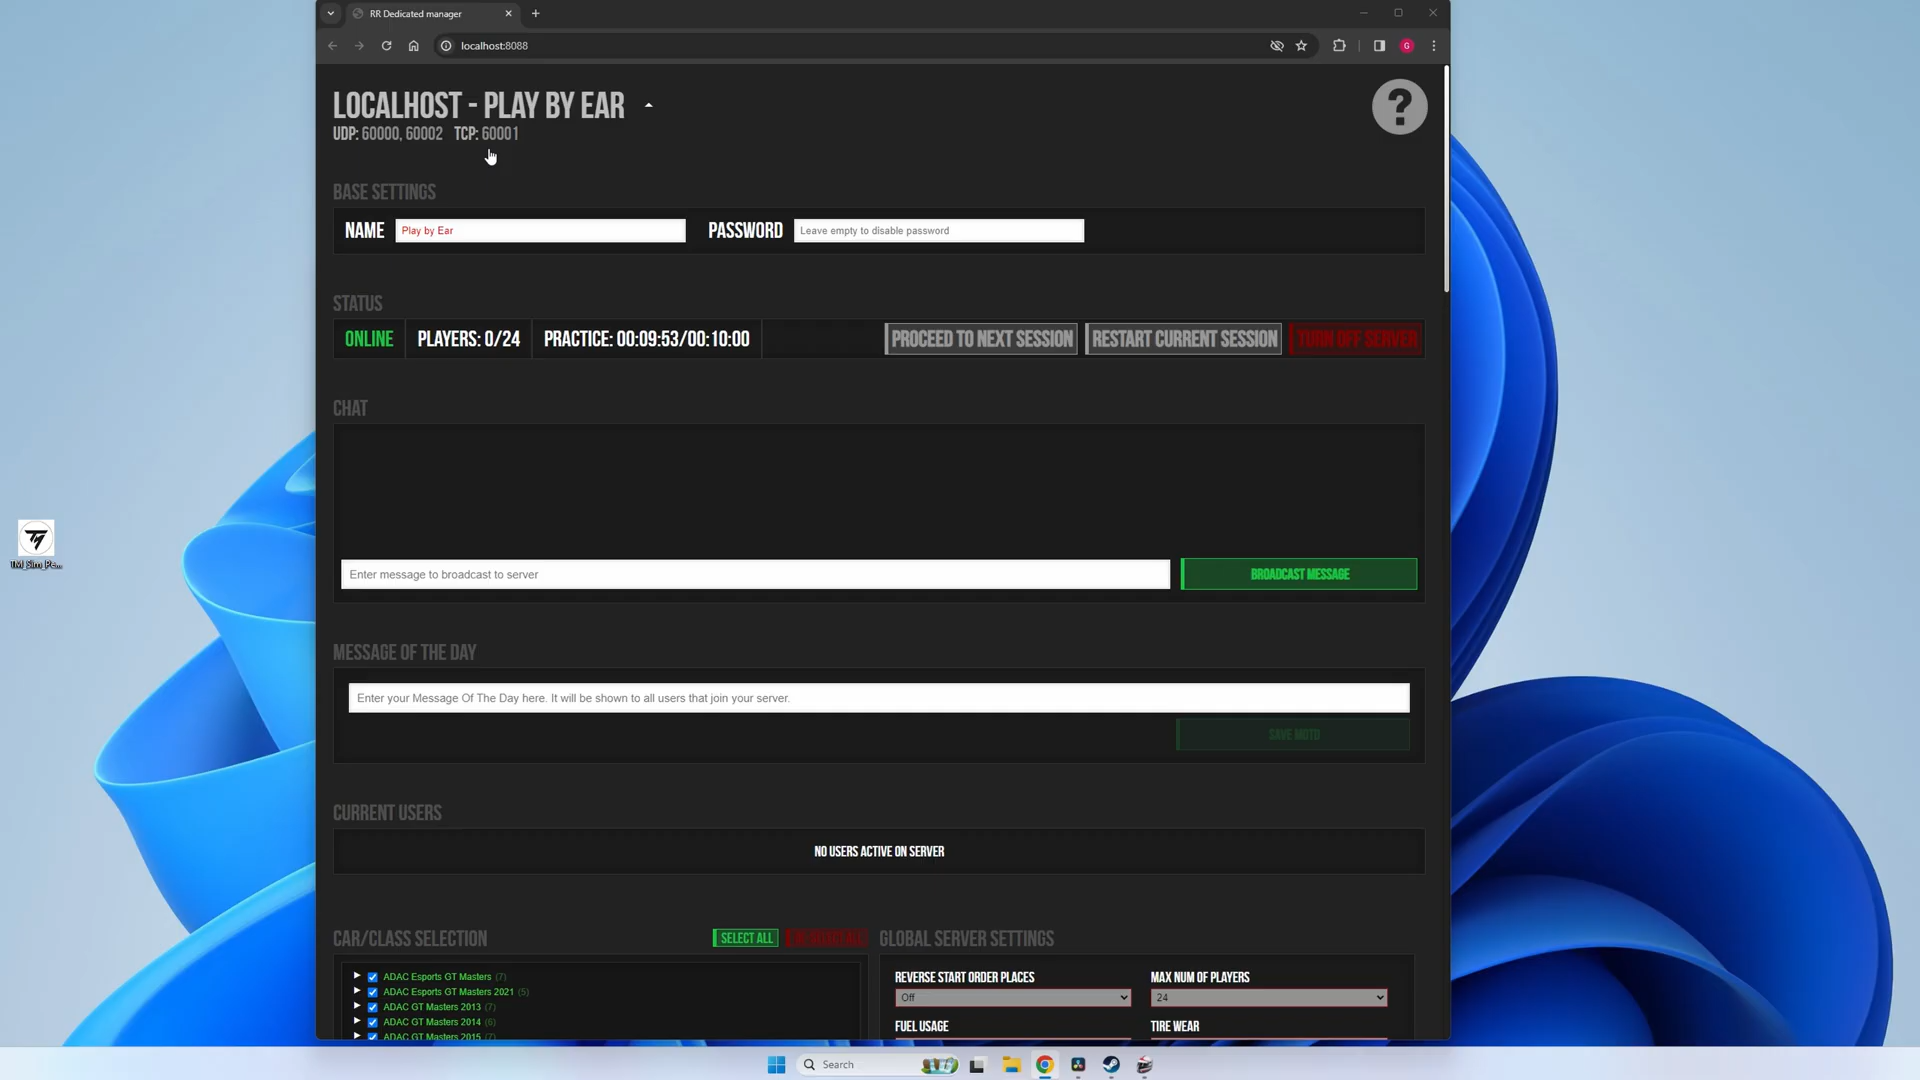 RR Dedicated manager
localhost:8088
G
LOCALHOST - PLAY BY EAR
?
UDP: 60000, 60002 TCP: 60001
BASE SETTINGS
NAME Play by Ear PASSWORD Leave empty to disable password
STATUS
ONLINE PLAYERS: 0/24 PRACTICE: 00:09:53/00:10:00 PROCEED TO NEXT SESSION RESTART CURRENT SESSION TURN OFF SERVER
CHAT
Enter message to broadcast to server BROADCAST MESSAGE
MESSAGE OF THE DAY
Enter your Message Of The Day here. It will be shown to all users that join your server.
SAVE MOTD
CURRENT USERS
NO USERS ACTIVE ON SERVER
CAR/CLASS SELECTION SELECT ALL GLOBAL SERVER SETTINGS
ADAC Esports GT Masters (7)
ADAC Esports GT Masters 2021 (5)
ADAC GT Masters 2013 (7)
ADAC GT Masters 2014 (6)
ADAC GT Masters 2015 (7)
REVERSE START ORDER PLACES MAX NUM OF PLAYERS
Off 24
FUEL USAGE TIRE WEAR
TM_Sim_Pe...
Search